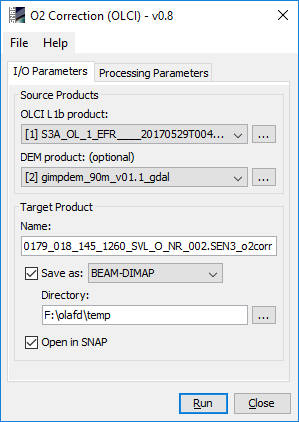 O2 Correction (OLCI) - v0.8
File Help
I/O Parameters Processing Parameters
Source Products
OLCI L1b product:
[1] S3A_OL_1_EFR____20170529T004... ...
DEM product: (optional)
[2] gimpdem_90m_v01.1_gdal ...
Target Product
Name:
0179_018_145_1260_SVL_O_NR_002.SEN3_o2corr
Save as: BEAM-DIMAP
Directory:
F:\olafd\temp ...
Open in SNAP
Run Close